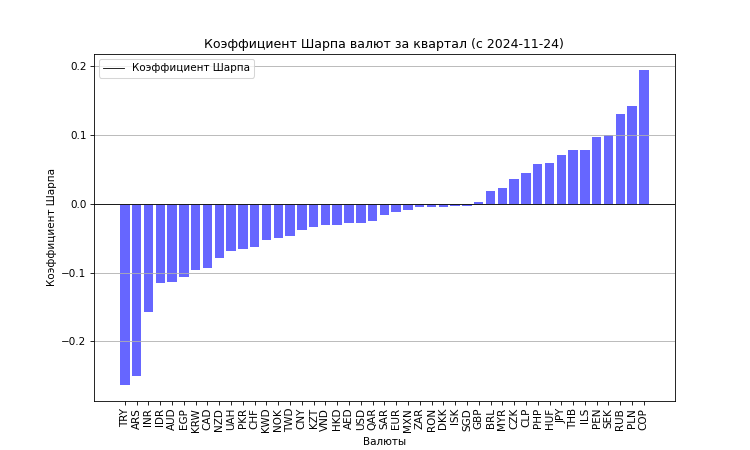 Коэффициент Шарпа валют за квартал (с 2024-11-24)
Коэффициент Шарпа
0.2
0.1
0.0
−0.1
−0.2
Коэффициент Шарпа
TRY
ARS
INR
IDR
AUD
EGP
KRW
CAD
NZD
UAH
PKR
CHF
KWD
NOK
TWD
CNY
KZT
VND
HKD
AED
USD
QAR
SAR
EUR
MXN
ZAR
RON
DKK
ISK
SGD
GBP
BRL
MYR
CZK
CLP
PHP
HUF
JPY
THB
ILS
PEN
SEK
RUB
PLN
COP
Валюты